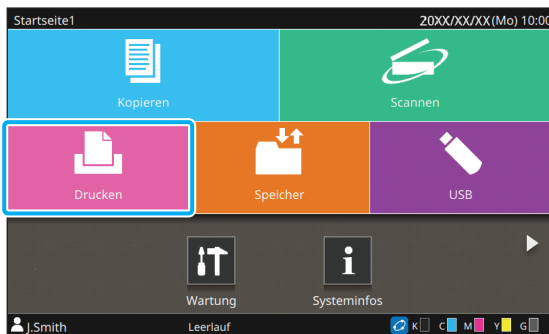 Startseite1 20XX/XX/XX(Mo) 10:00
Kopieren Scannen
Drucken Speicher USB
Wartung Systeminfos
J.Smith Leerlauf K C M Y G